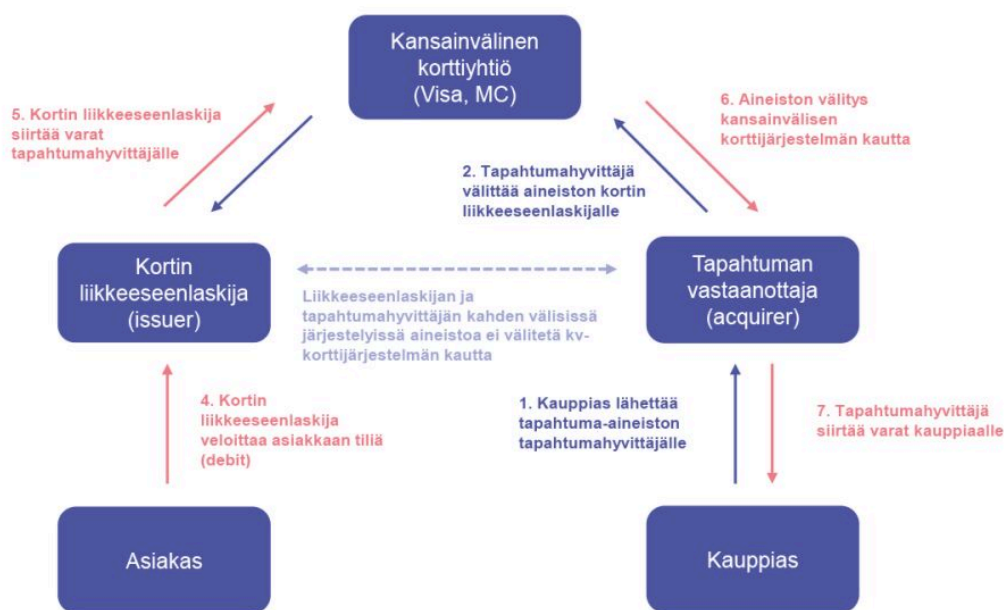 Kansainvälinen
korttiyhtiö
(Visa, MC)
5. Kortin liikkeeseenlaskija
siirtää varat
tapahtumahyvittäjälle
6. Aineiston välitys
kansainvälisen
korttijärjestelmän kautta
2. Tapahtumahyvittäjä
välittää aineiston kortin
liikkeeseenlaskijalle
Kortin
liikkeeseenlaskija
(issuer)
Tapahtuman
vastaanottaja
(acquirer)
Liikkeeseenlaskijan ja
tapahtumahyvittäjän kahden välisissä
järjestelyissä aineistoa ei välitetä kv-
korttijärjestelmän kautta
4. Kortin
liikkeeseenlaskija
veloittaa asiakkaan tiliä
(debit)
1. Kauppias lähettää
tapahtuma-aineiston
tapahtumahyvittäjälle
7. Tapahtumahyvittäjä
siirtää varat kauppiaalle
Asiakas
Kauppias